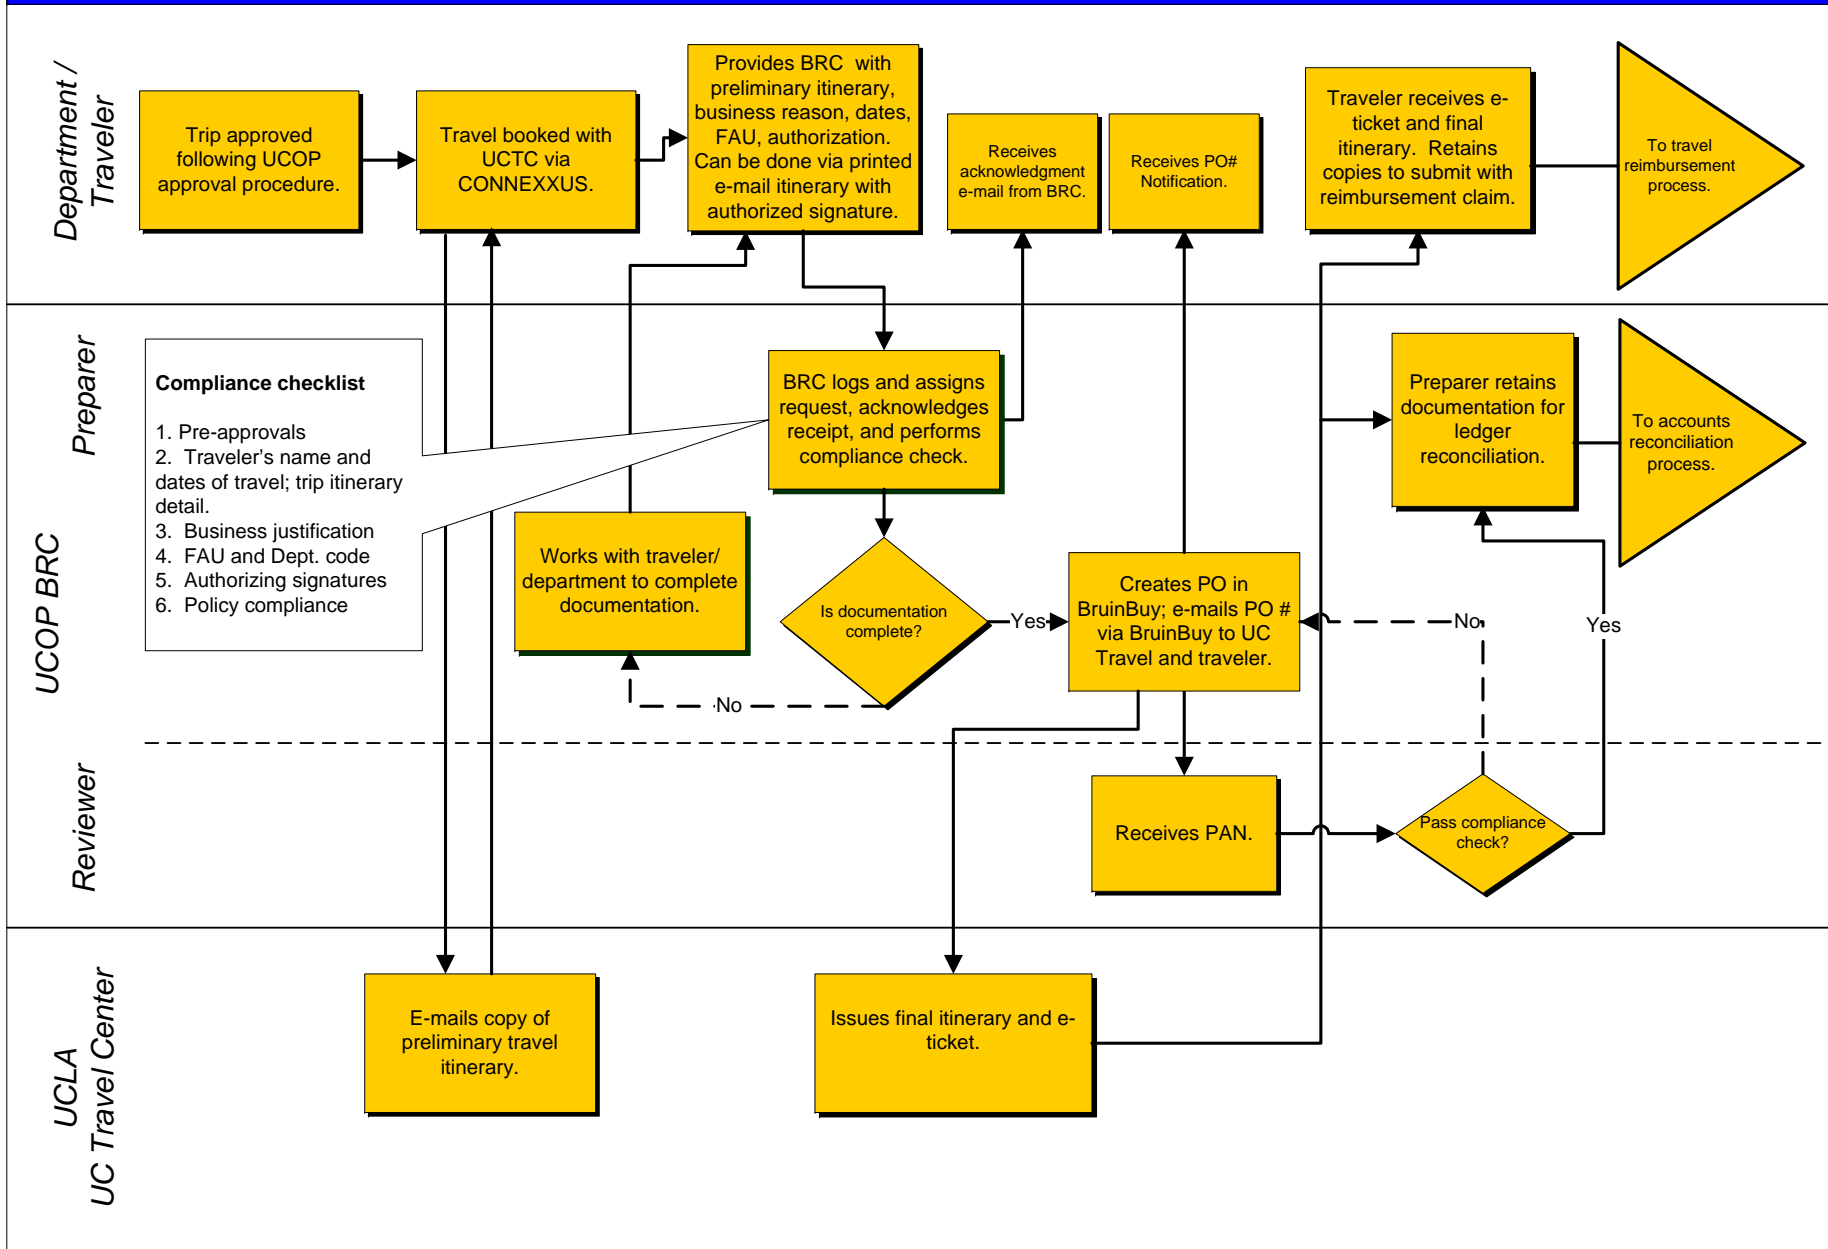 Department /
Traveler
Trip approved
following UCOP
approval procedure.
Travel booked with
UCTC via
CONNEXXUS.
Provides BRC with
preliminary itinerary,
business reason, dates,
FAU, authorization.
Can be done via printed
e-mail itinerary with
authorized signature.
Receives
acknowledgment
e-mail from BRC.
Receives PO#
Notification.
Traveler receives e-
ticket and final
itinerary. Retains
copies to submit with
reimbursement claim.
To travel
reimbursement
process.
UCOP BRC
Preparer
Compliance checklist
1. Pre-approvals
2. Traveler's name and
dates of travel; trip itinerary
detail.
3. Business justification
4. FAU and Dept. code
5. Authorizing signatures
6. Policy compliance
Works with traveler/
department to complete
documentation.
BRC logs and assigns
request, acknowledges
receipt, and performs
compliance check.
Is documentation
complete?
Yes
No
Creates PO in
BruinBuy; e-mails PO #
via BruinBuy to UC
Travel and traveler.
No
Yes
Preparer retains
documentation for
ledger
reconciliation.
To accounts
reconciliation
process.
Reviewer
Receives PAN.
Pass compliance
check?
UCLA
UC Travel Center
E-mails copy of
preliminary travel
itinerary.
Issues final itinerary and e-
ticket.